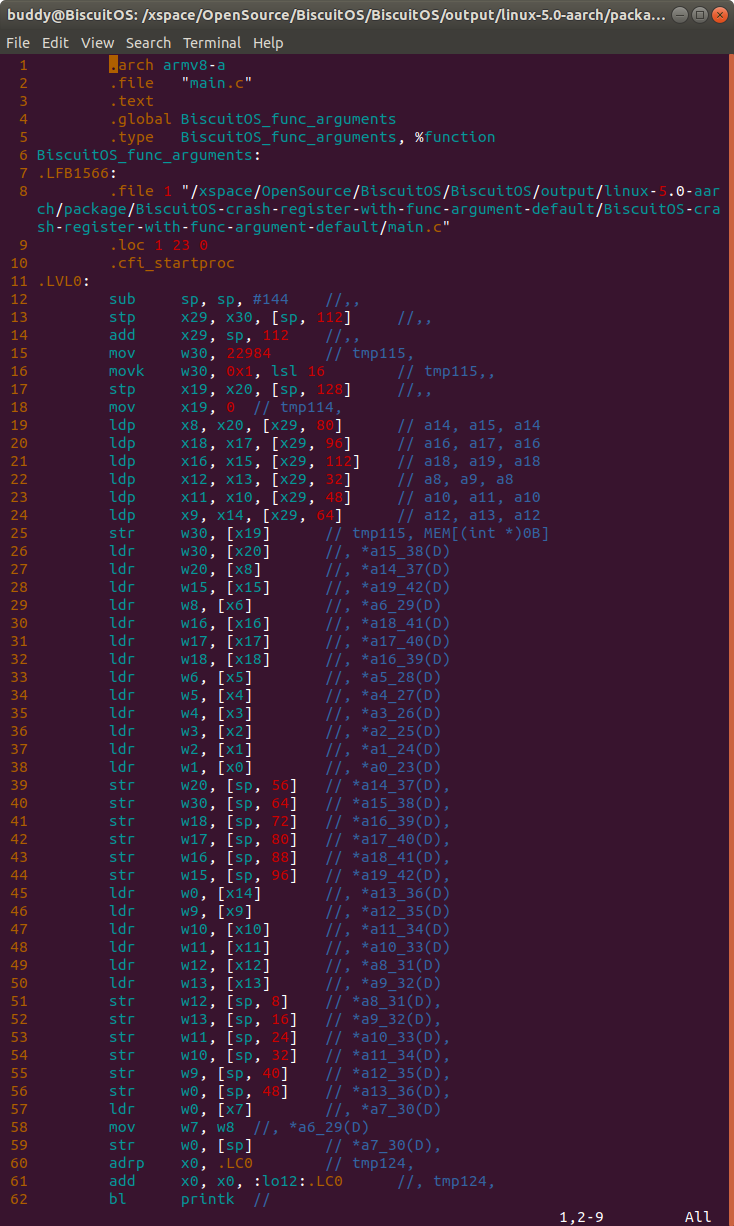 buddy@BiscuitOS: /xspace/OpenSource/BiscuitOS/BiscuitOS/output/linux-5.0-aarch/packa...
File Edit View Search Terminal Help
1 .arch armv8-a
2 .file "main.c"
3 .text
4 .global BiscuitOS_func_arguments
5 .type BiscuitOS_func_arguments, %function
6 BiscuitOS_func_arguments:
7 .LFB1566:
8 .file 1 "/xspace/OpenSource/BiscuitOS/BiscuitOS/output/linux-5.0-aar
ch/package/BiscuitOS-crash-register-with-func-argument-default/BiscuitOS-cra
sh-register-with-func-argument-default/main.c"
9 .loc 1 23 0
10 .cfi_startproc
11 .LVL0:
12 sub sp, sp, #144 //,,
13 stp x29, x30, [sp, 112] //,,
14 add x29, sp, 112 //,,
15 mov w30, 22984 // tmp115,
16 movk w30, 0x1, lsl 16 // tmp115,,
17 stp x19, x20, [sp, 128] //,,
18 mov x19, 0 // tmp114,
19 ldp x8, x20, [x29, 80] // a14, a15, a14
20 ldp x18, x17, [x29, 96] // a16, a17, a16
21 ldp x16, x15, [x29, 112] // a18, a19, a18
22 ldp x12, x13, [x29, 32] // a8, a9, a8
23 ldp x11, x10, [x29, 48] // a10, a11, a10
24 ldp x9, x14, [x29, 64] // a12, a13, a12
25 str w30, [x19] // tmp115, MEM[(int *)0B]
26 ldr w30, [x20] //, *a15_38(D)
27 ldr w20, [x8] //, *a14_37(D)
28 ldr w15, [x15] //, *a19_42(D)
29 ldr w8, [x6] //, *a6_29(D)
30 ldr w16, [x16] //, *a18_41(D)
31 ldr w17, [x17] //, *a17_40(D)
32 ldr w18, [x18] //, *a16_39(D)
33 ldr w6, [x5] //, *a5_28(D)
34 ldr w5, [x4] //, *a4_27(D)
35 ldr w4, [x3] //, *a3_26(D)
36 ldr w3, [x2] //, *a2_25(D)
37 ldr w2, [x1] //, *a1_24(D)
38 ldr w1, [x0] //, *a0_23(D)
39 str w20, [sp, 56] // *a14_37(D),
40 str w30, [sp, 64] // *a15_38(D),
41 str w18, [sp, 72] // *a16_39(D),
42 str w17, [sp, 80] // *a17_40(D),
43 str w16, [sp, 88] // *a18_41(D),
44 str w15, [sp, 96] // *a19_42(D),
45 ldr w0, [x14] //, *a13_36(D)
46 ldr w9, [x9] //, *a12_35(D)
47 ldr w10, [x10] //, *a11_34(D)
48 ldr w11, [x11] //, *a10_33(D)
49 ldr w12, [x12] //, *a8_31(D)
50 ldr w13, [x13] //, *a9_32(D)
51 str w12, [sp, 8] // *a8_31(D),
52 str w13, [sp, 16] // *a9_32(D),
53 str w11, [sp, 24] // *a10_33(D),
54 str w10, [sp, 32] // *a11_34(D),
55 str w9, [sp, 40] // *a12_35(D),
56 str w0, [sp, 48] // *a13_36(D),
57 ldr w0, [x7] //, *a7_30(D)
58 mov w7, w8 //, *a6_29(D)
59 str w0, [sp] // *a7_30(D),
60 adrp x0, .LC0 // tmp124,
61 add x0, x0, :lo12:.LC0 //, tmp124,
62 bl printk //
1,2-9 All